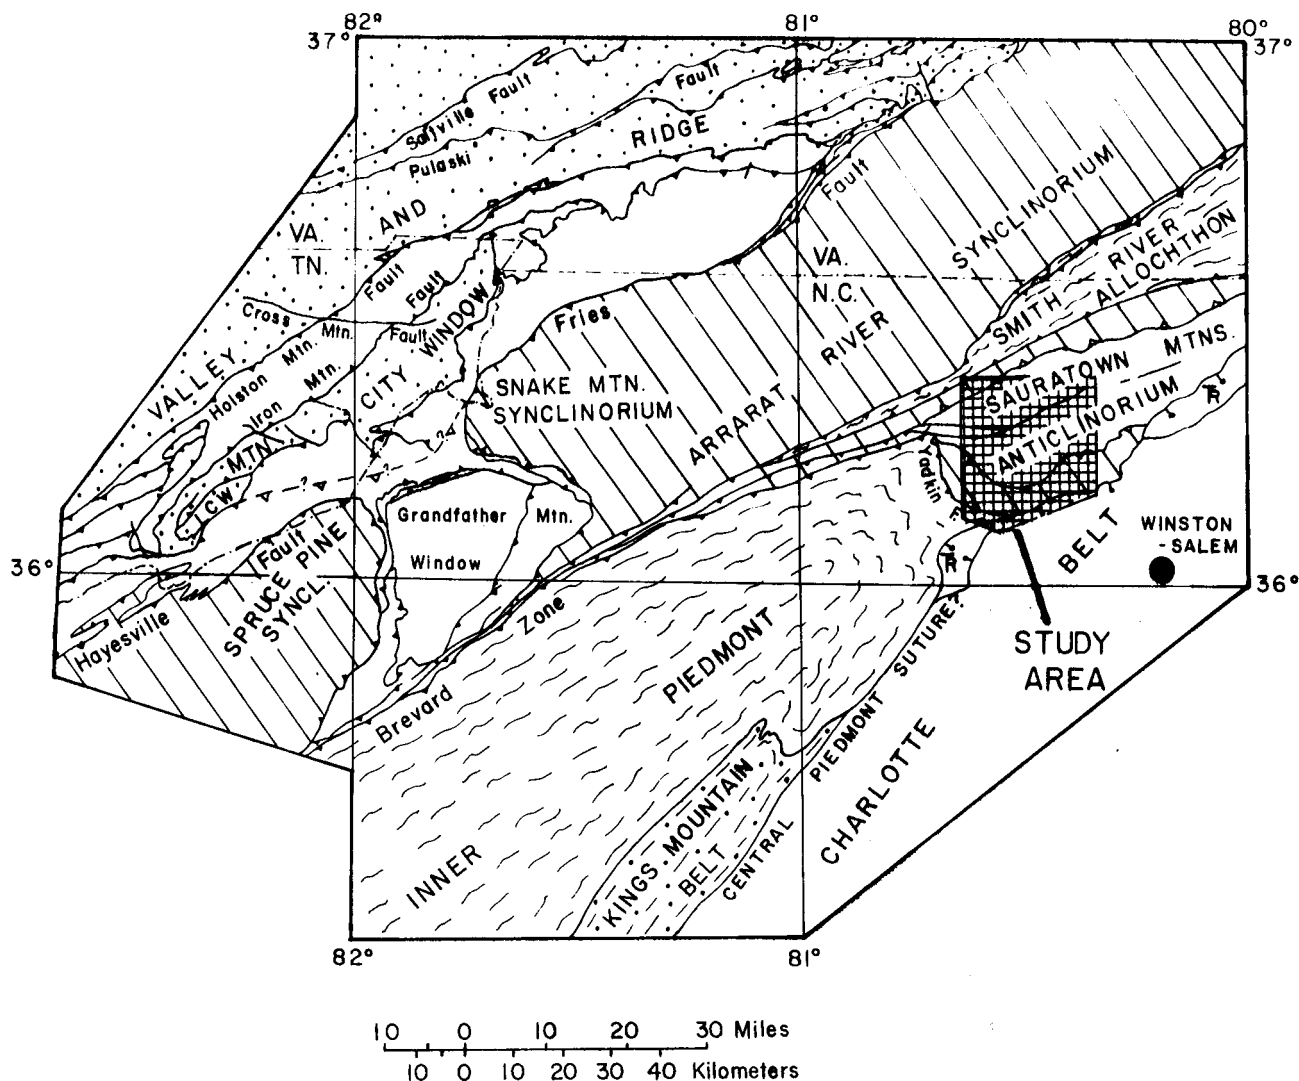 82° 81° 80°
37° 37°
Saltville Fault
Pulaski Fault
VALLEY AND RIDGE
VA.
TN.
Cross Mtn. Fault
Holston Mtn. Fault
Iron Mtn. Fault
MTN. CITY WINDOW
C W
Fries Fault
SNAKE MTN.
SYNCLINORIUM
VA.
N.C.
ARRARAT RIVER SYNCLINORIUM
SMITH RIVER
ALLOCHTHON
SAURATOWN MTNS.
ANTICLINORIUM
Yadkin F
TR
TR
WINSTON
-SALEM
Grandfather Mtn.
Window
36° 36°
Hayesville Fault
SPRUCE PINE
SYNCL.
Brevard Zone
INNER PIEDMONT
KINGS MOUNTAIN
BELT
CENTRAL PIEDMONT SUTURE?
CHARLOTTE BELT
STUDY
AREA
82° 81°
10 0 10 20 30 Miles
10 0 10 20 30 40 Kilometers
? ? ?